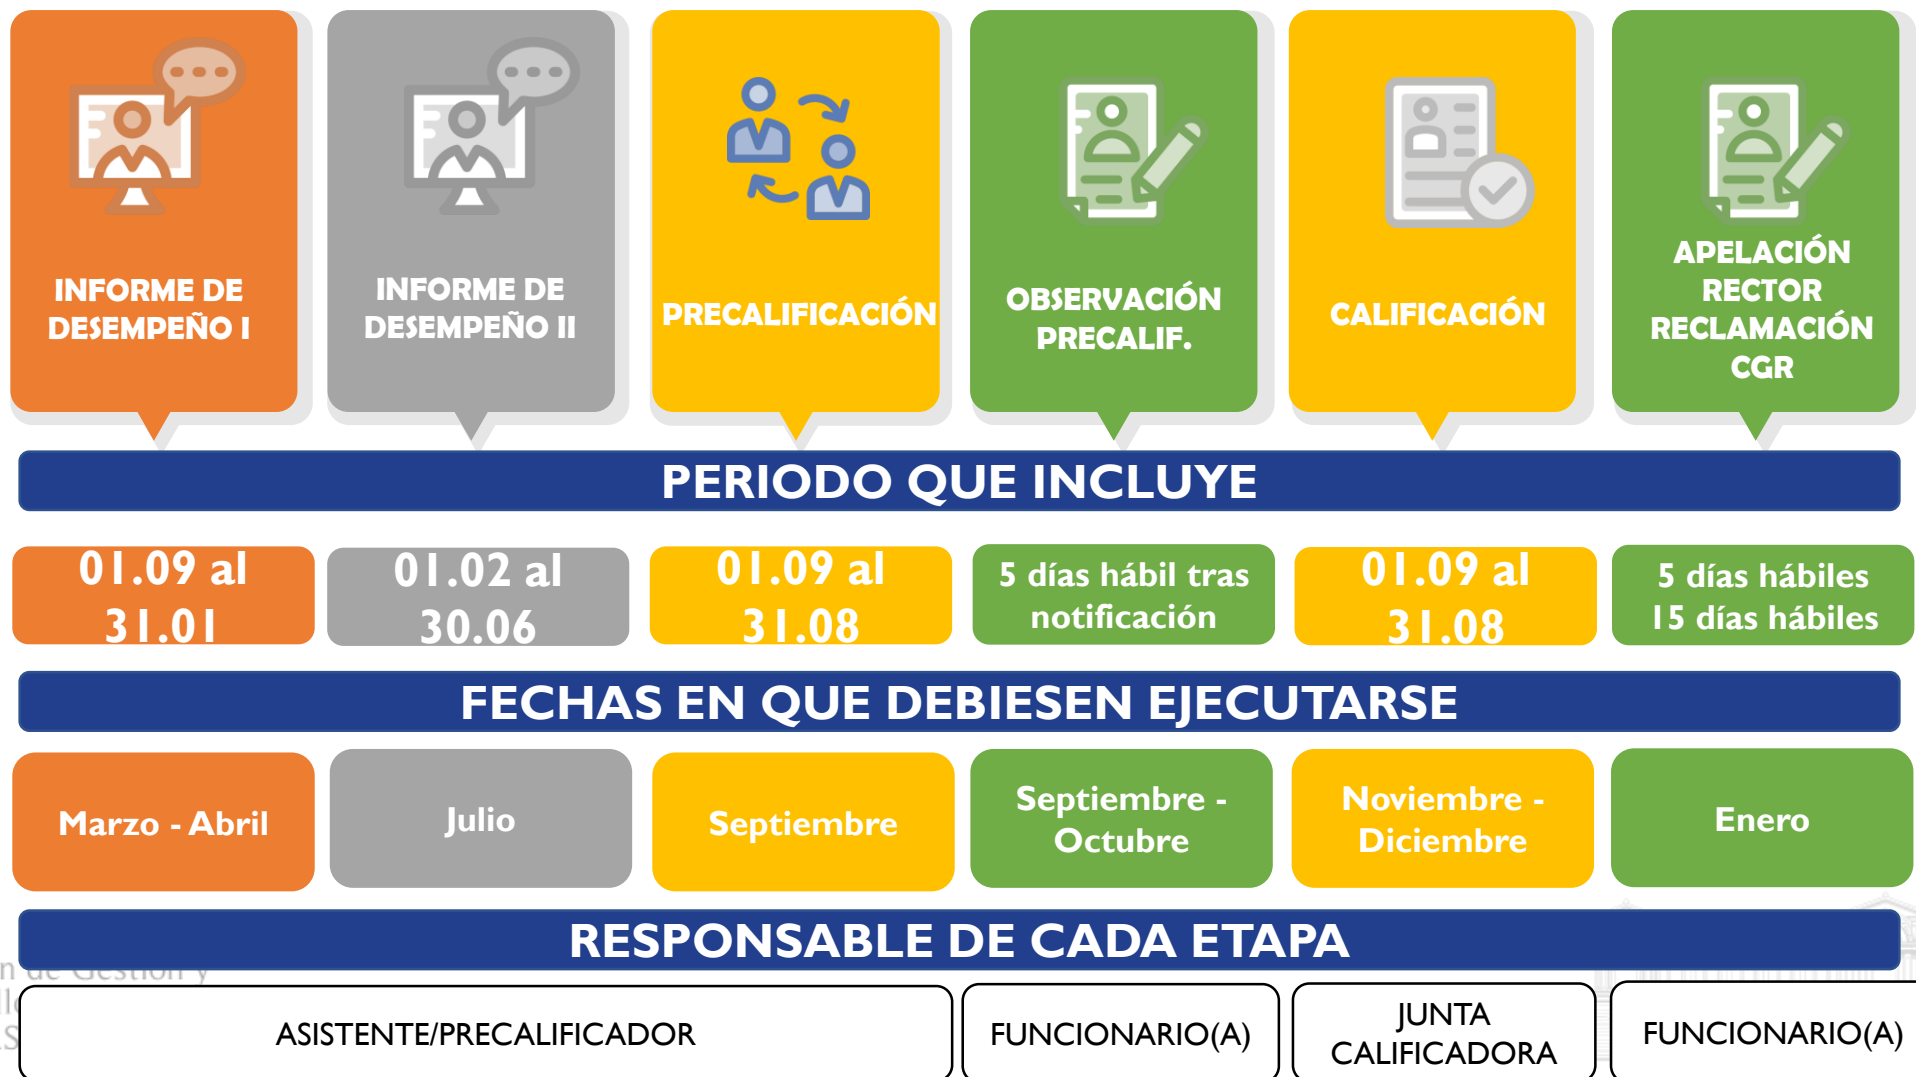 INFORME DE
DESEMPEÑO I
INFORME DE
DESEMPEÑO II
PRECALIFICACIÓN
OBSERVACIÓN
PRECALIF.
CALIFICACIÓN
APELACIÓN
RECTOR
RECLAMACIÓN
CGR
PERIODO QUE INCLUYE
01.09 al
31.01
01.02 al
30.06
01.09 al
31.08
5 días hábil tras
notificación
01.09 al
31.08
5 días hábiles
15 días hábiles
FECHAS EN QUE DEBIESEN EJECUTARSE
Marzo - Abril
Julio
Septiembre
Septiembre -
Octubre
Noviembre -
Diciembre
Enero
RESPONSABLE DE CADA ETAPA
de Gestión y
ASISTENTE/PRECALIFICADOR
FUNCIONARIO(A)
JUNTA
CALIFICADORA
FUNCIONARIO(A)